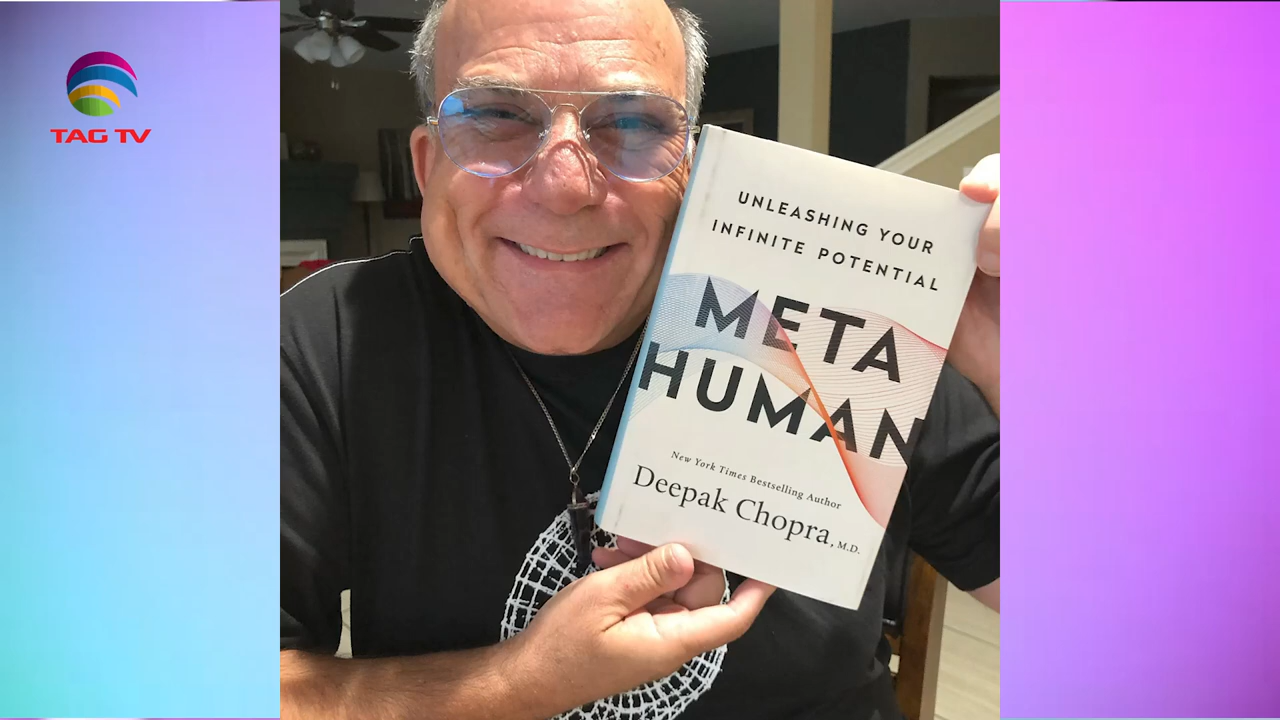 TAG TV
UNLEASHING YOUR
INFINITE POTENTIAL
META
HUMAN
New York Times Bestselling Author
Deepak Chopra, M.D.